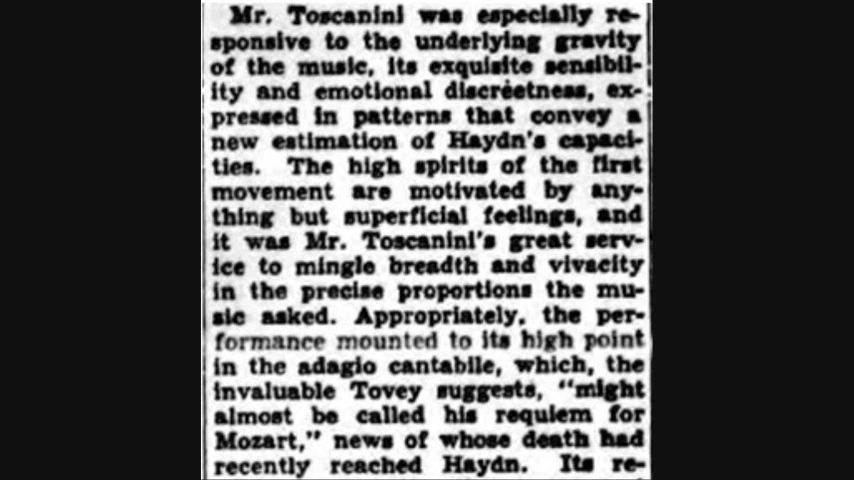 Mr. Toscanini was especially re-
sponsive to the underlying gravity
of the music, its exquisite sensibil-
ity and emotional discreetness, ex-
pressed in patterns that convey a
new estimation of Haydn's capaci-
ties. The high spirits of the first
movement are motivated by any-
thing but superficial feelings, and
it was Mr. Toscanini's great serv-
ice to mingle breadth and vivacity
in the precise proportions the mu-
sic asked. Appropriately, the per-
formance mounted to its high point
in the adagio cantabile, which, the
invaluable Tovey suggests, "might
almost be called his requiem for
Mozart," news of whose death had
recently reached Haydn. Its re-